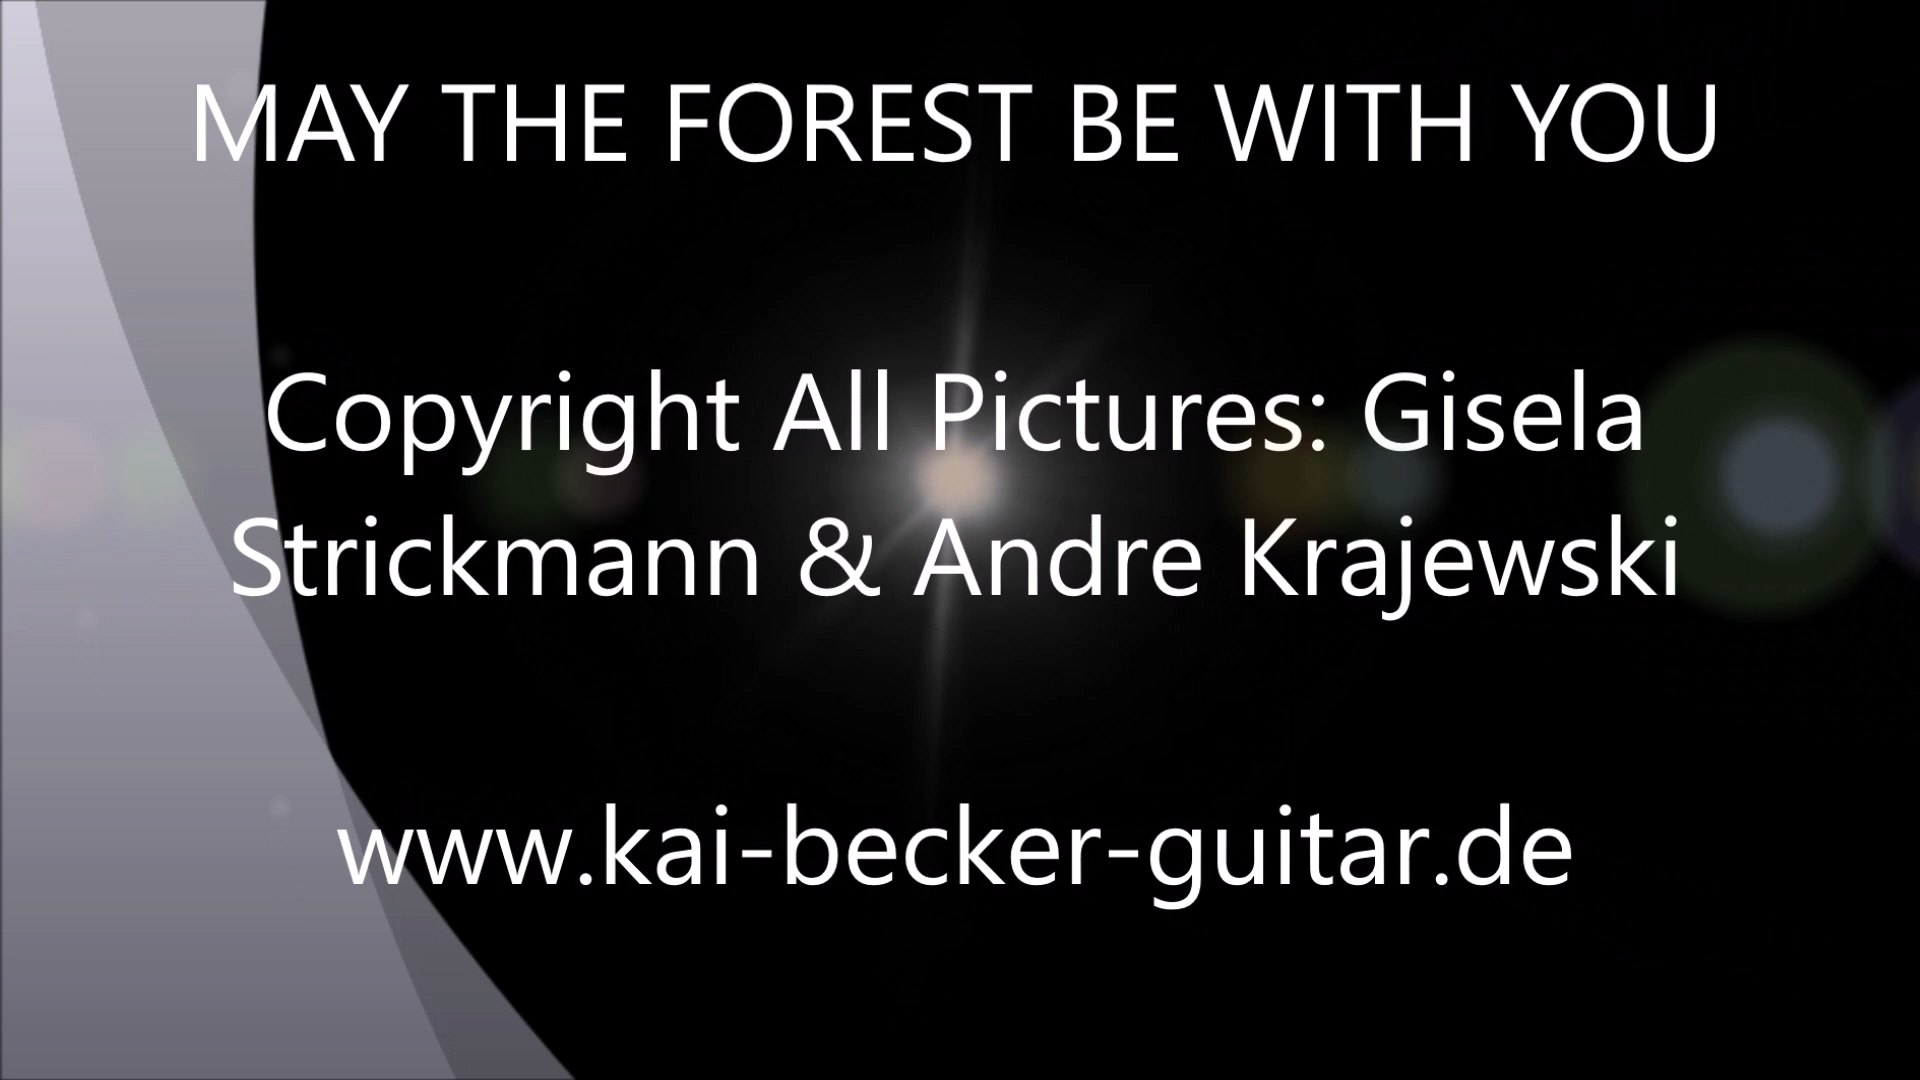 MAY THE FOREST BE WITH YOU
Copyright All Pictures: Gisela
Strickmann & Andre Krajewski
www.kai-becker-guitar.de